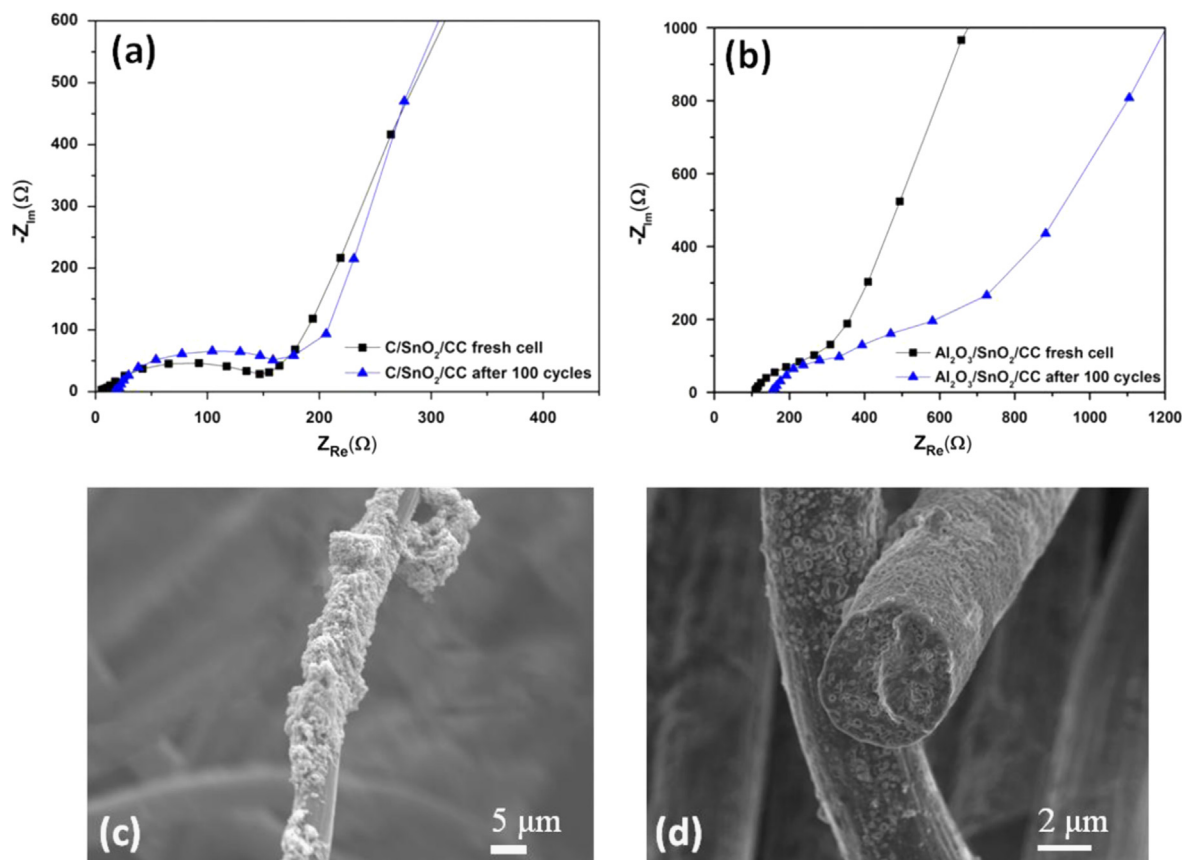 (a)
600
500
400
300
200
100
0
-Z_Im(Ω)
0 100 200 300 400
Z_Re(Ω)
C/SnO₂/CC fresh cell
C/SnO₂/CC after 100 cycles
(b)
1000
800
600
400
200
0
-Z_Im(Ω)
0 200 400 600 800 1000 1200
Z_Re(Ω)
Al₂O₃/SnO₂/CC fresh cell
Al₂O₃/SnO₂/CC after 100 cycles
(c)
5 μm
(d)
2 μm